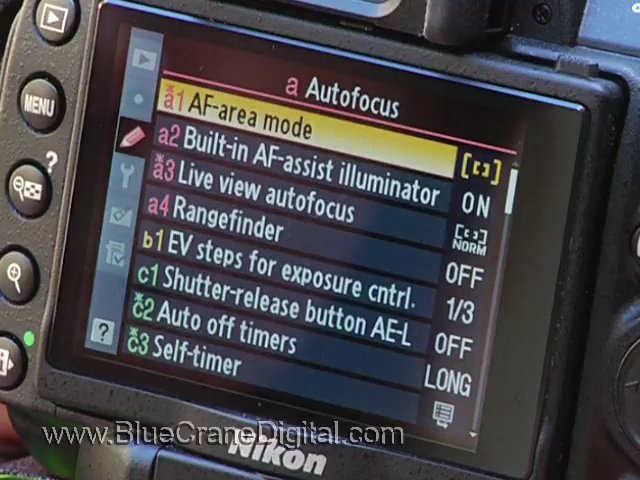 a Autofocus
a1 AF-area mode [ɛɜ]
a2 Built-in AF-assist illuminator ON
a3 Live view autofocus NORM
a4 Rangefinder OFF
b1 EV steps for exposure cntrl. 1/3
c1 Shutter-release button AE-L OFF
c2 Auto off timers LONG
c3 Self-timer
MENU
?
?
www.BlueCraneDigital.com
Nikon